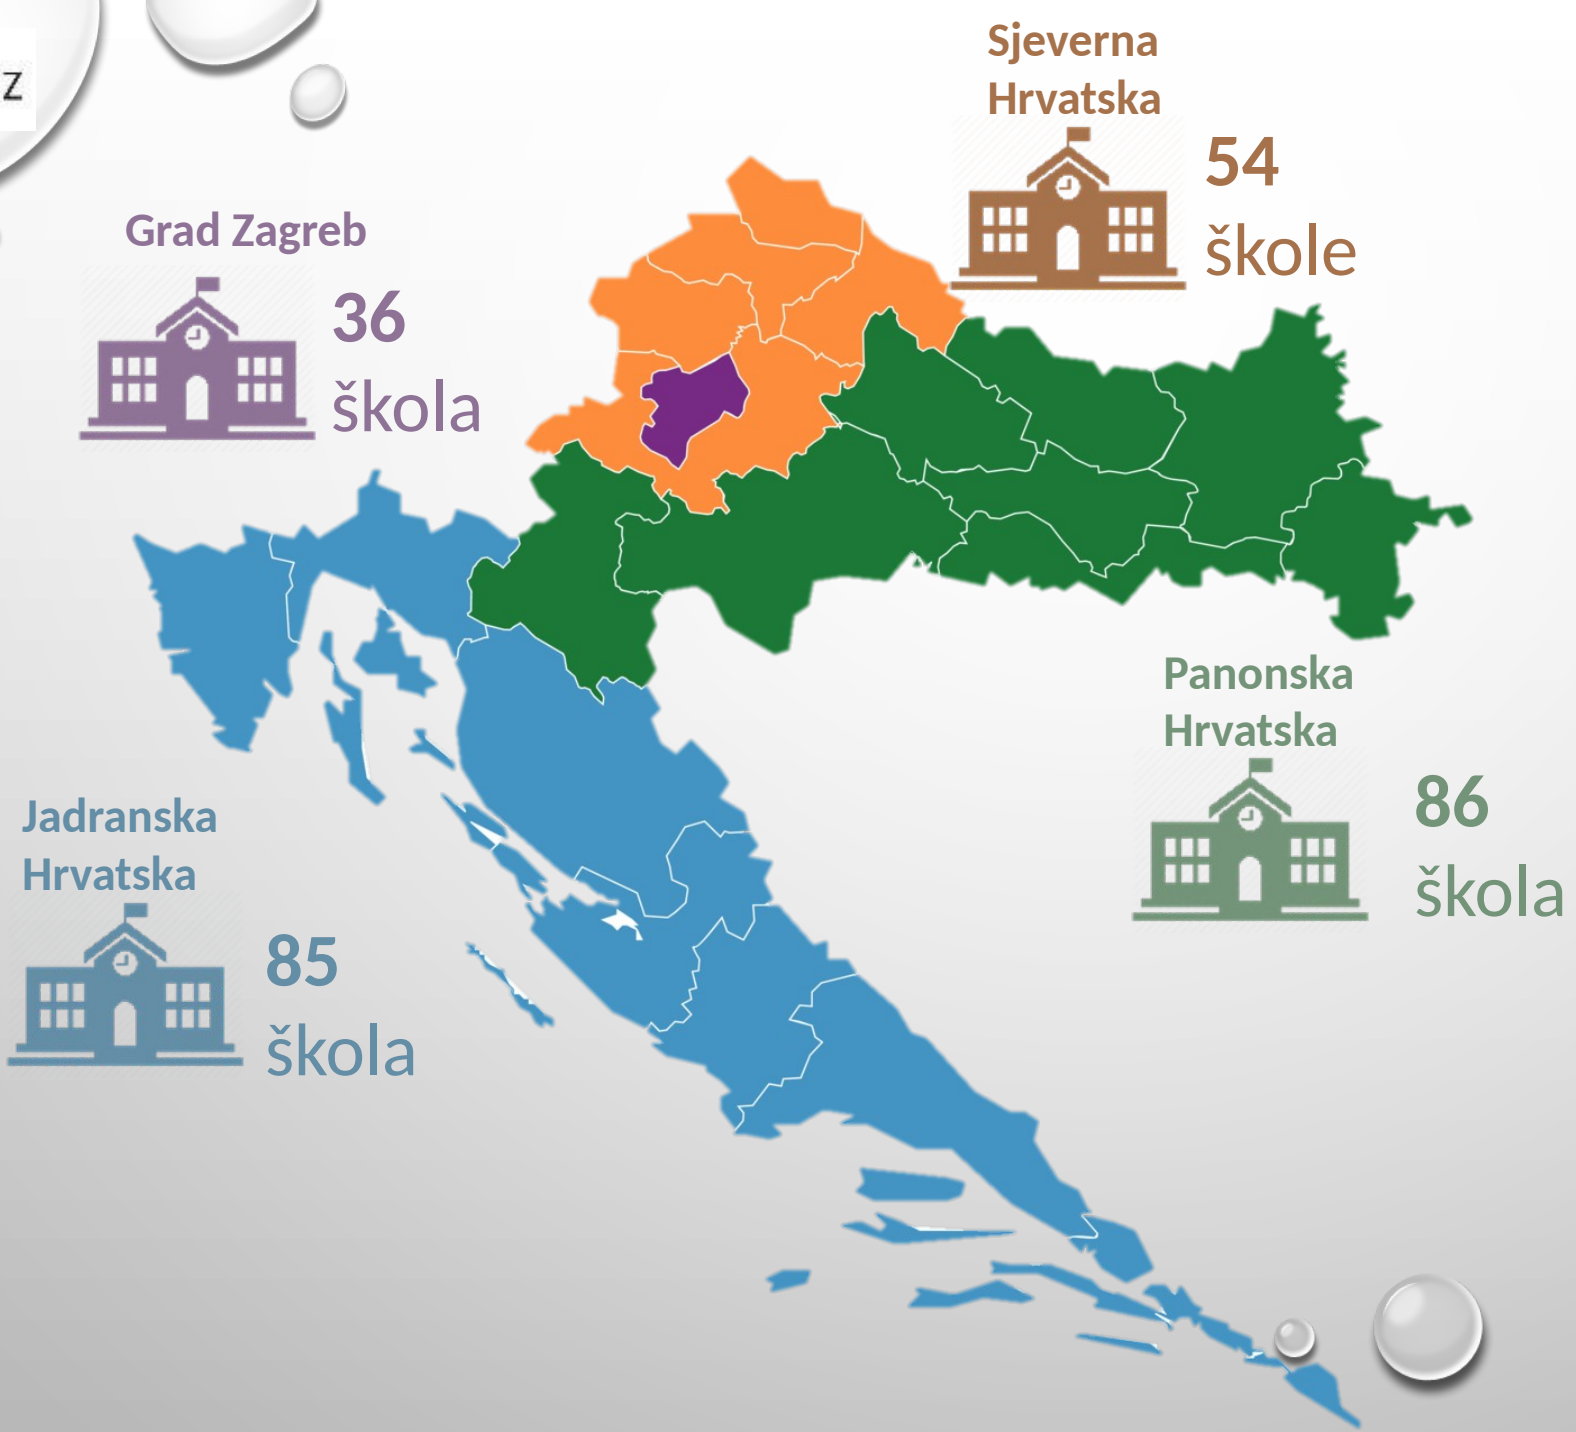 Z
Sjeverna
Hrvatska
54
škole
Grad Zagreb
36
škola
Panonska
Hrvatska
86
škola
Jadranska
Hrvatska
85
škola